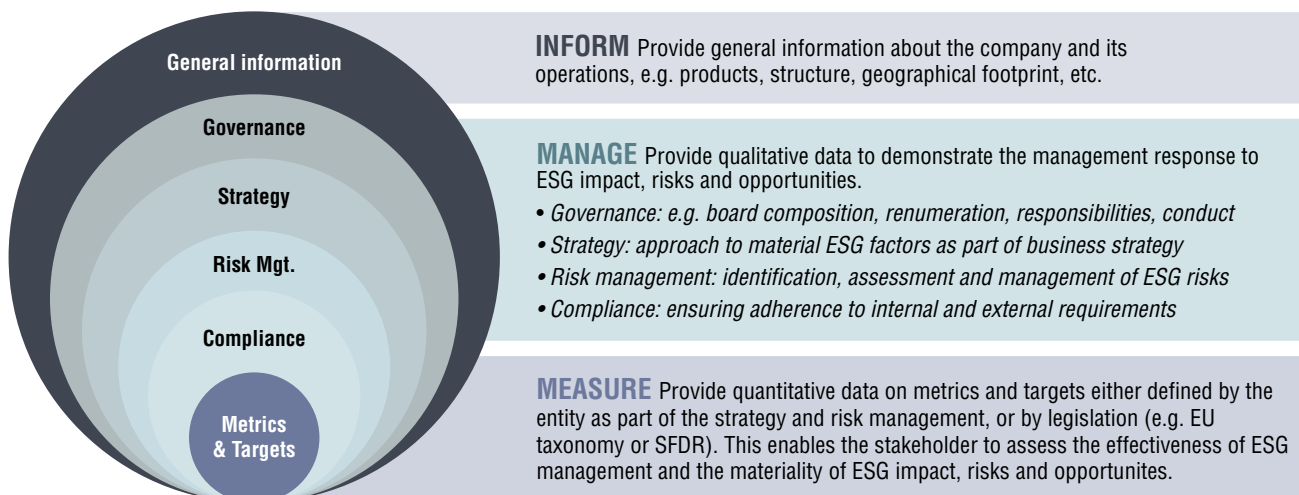 General information
Governance
Strategy
Risk Mgt.
Compliance
Metrics
& Targets
INFORM Provide general information about the company and its
operations, e.g. products, structure, geographical footprint, etc.
MANAGE Provide qualitative data to demonstrate the management response to
ESG impact, risks and opportunities.
• Governance: e.g. board composition, renumeration, responsibilities, conduct
• Strategy: approach to material ESG factors as part of business strategy
• Risk management: identification, assessment and management of ESG risks
• Compliance: ensuring adherence to internal and external requirements
MEASURE Provide quantitative data on metrics and targets either defined by the
entity as part of the strategy and risk management, or by legislation (e.g. EU
taxonomy or SFDR). This enables the stakeholder to assess the effectiveness of ESG
management and the materiality of ESG impact, risks and opportunites.